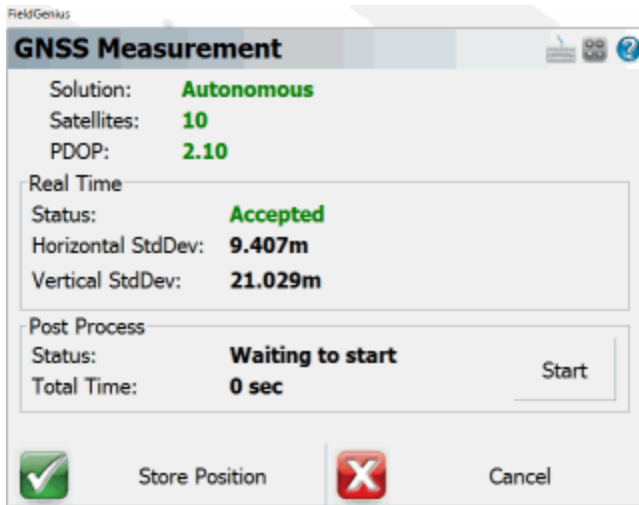 FieldGenius
GNSS Measurement
Solution: Autonomous
Satellites: 10
PDOP: 2.10
Real Time
Status: Accepted
Horizontal StdDev: 9.407m
Vertical StdDev: 21.029m
Post Process
Status: Waiting to start
Total Time: 0 sec
Start
Store Position
Cancel